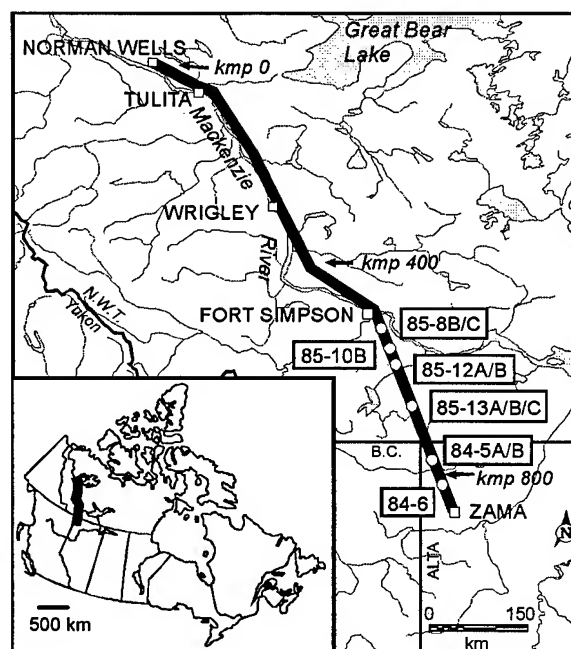 Great Bear
Lake
NORMAN WELLS
kmp 0
TULITA
Mackenzie
WRIGLEY
River
kmp 400
N.W.T.
Yukon
FORT SIMPSON
85-8B/C
85-10B
85-12A/B
85-13A/B/C
B.C.
84-5A/B
kmp 800
84-6
ZAMA
ALTA
N
0 150
km
500 km